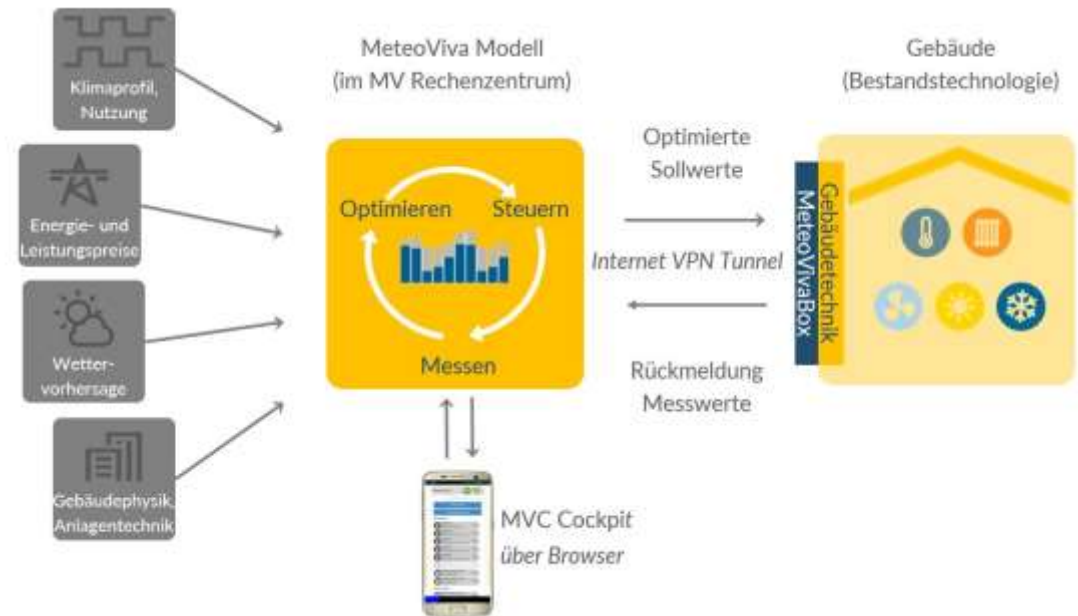 Klimaprofil,
Nutzung
Energie- und
Leistungspreise
Wetter-
vorhersage
Gebäudephysik,
Anlagentechnik
MeteoViva Modell
(im MV Rechenzentrum)
Optimieren
Steuern
Messen
MVC Cockpit
über Browser
Optimierte
Sollwerte
Internet VPN Tunnel
Rückmeldung
Messwerte
Gebäude
(Bestandstechnologie)
Gebäudetechnik
MeteoVivaBox